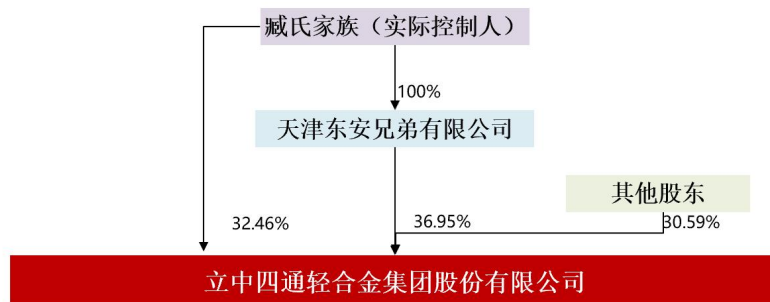 臧氏家族（实际控制人）
100%
天津东安兄弟有限公司
其他股东
32.46%
36.95%
30.59%
立中四通轻合金集团股份有限公司